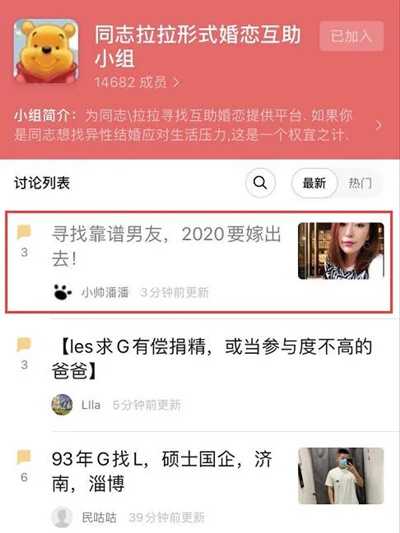 同志拉拉形式婚恋互助
小组
已加入
14682 成员 >
小组简介：为同志\拉拉寻找互助婚恋提供平台. 如果你
是同志想找异性结婚应对生活压力,这是一个权宜之计.
讨论列表
最新
热门
寻找靠谱男友，2020要嫁出
去！
3
小帅潘潘 3分钟前更新
【les求G有偿捐精，或当参与度不高的
爸爸】
3
Llla 5分钟前更新
93年G找L，硕士国企，济
南，淄博
6
民咕咕 39分钟前更新